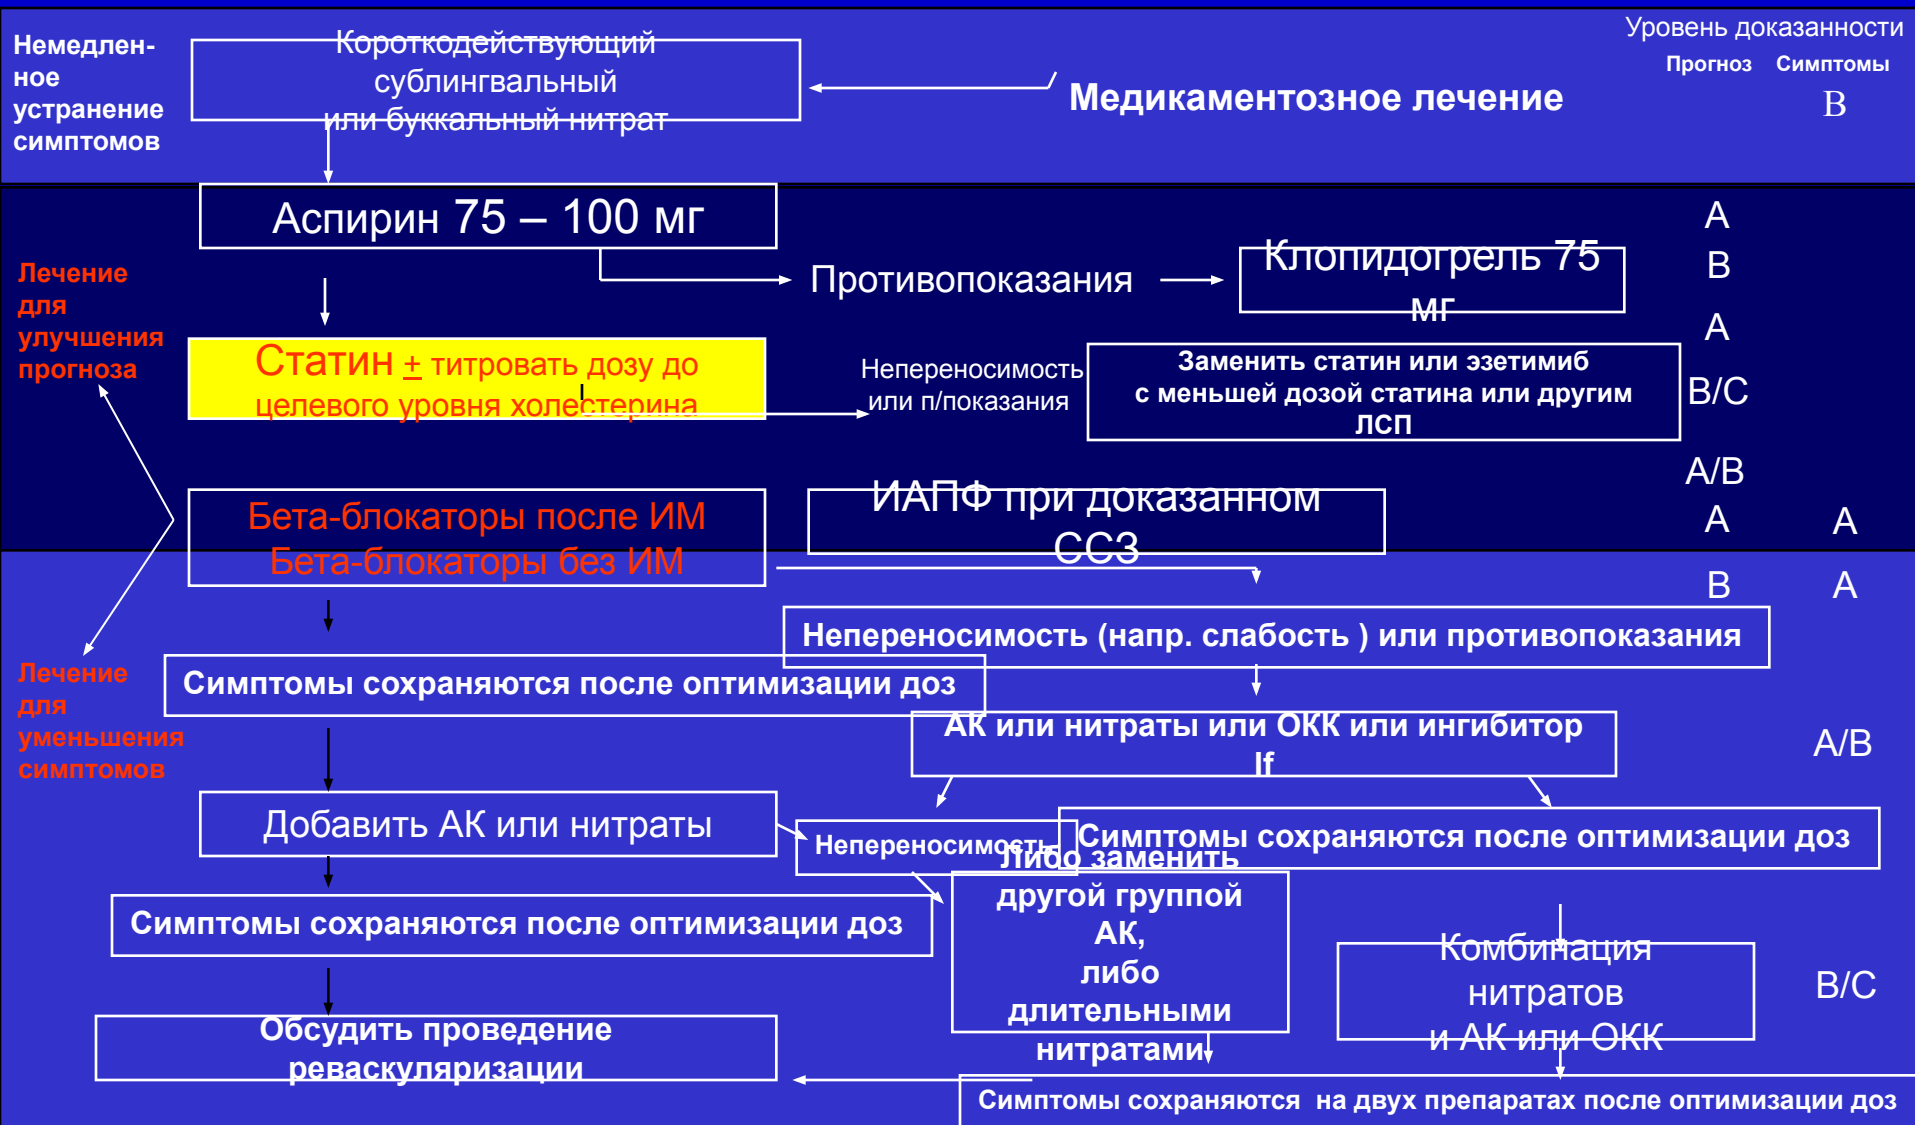 Немедлен-
ное
устранение
симптомов
Короткодействующий
сублингвальный
или буккальный нитрат
Медикаментозное лечение
Уровень доказанности
Прогноз Симптомы
B
Аспирин 75 – 100 мг
A
Лечение
для
улучшения
прогноза
Противопоказания
Клопидогрель 75
мг
B
A
Статин + титровать дозу до
целевого уровня холестерина
Непереносимость
или п/показания
Заменить статин или эзетимиб
с меньшей дозой статина или другим
ЛСП
B/C
A/B
Бета-блокаторы после ИМ
Бета-блокаторы без ИМ
ИАПФ при доказанном
ССЗ
A A
B A
Непереносимость (напр. слабость ) или противопоказания
Лечение
для
уменьшения
симптомов
Симптомы сохраняются после оптимизации доз
АК или нитраты или ОКК или ингибитор
If
A/B
Добавить АК или нитраты
Непереносимость
Симптомы сохраняются после оптимизации доз
Либо заменить
другой группой
АК,
либо
длительными
нитратами
Симптомы сохраняются после оптимизации доз
Комбинация
нитратов
и АК или ОКК
B/C
Обсудить проведение
реваскуляризации
Симптомы сохраняются на двух препаратах после оптимизации доз